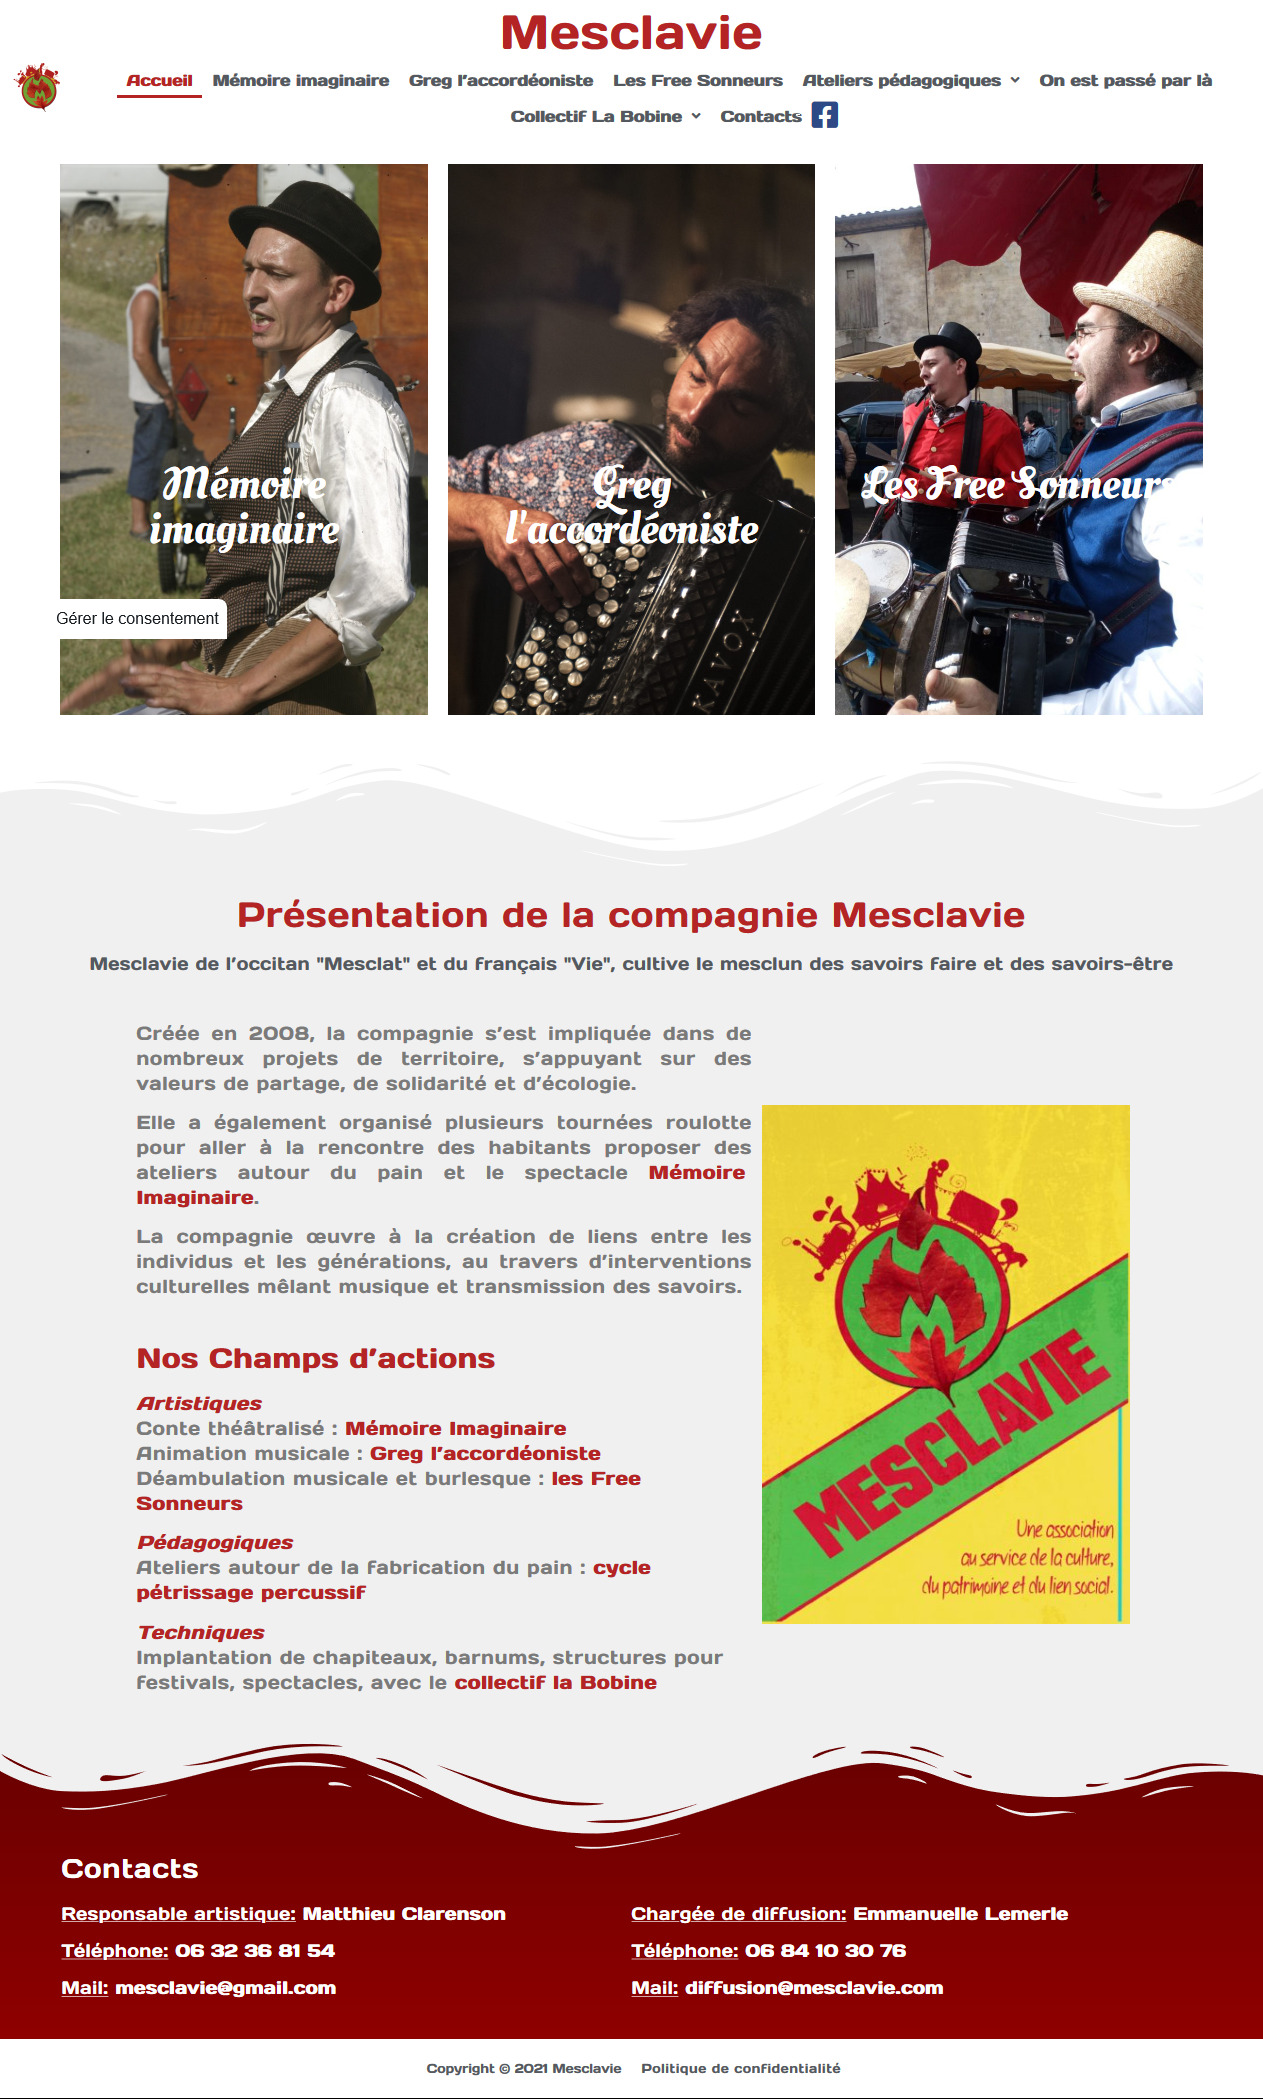 Mesclavie
Accueil Mémoire imaginaire Greg l'accordéoniste Les Free Sonneurs Ateliers pédagogiques On est passé par là
Collectif La Bobine Contacts
Mémoire
imaginaire
Greg
l'accordéoniste
Les Free Sonneurs
KAVOX
Gérer le consentement
Présentation de la compagnie Mesclavie
Mesclavie de l'occitan "Mesclat" et du français "Vie", cultive le mesclun des savoirs faire et des savoirs-être
Créée en 2008, la compagnie s'est impliquée dans de
nombreux projets de territoire, s'appuyant sur des
valeurs de partage, de solidarité et d'écologie.
Elle a également organisé plusieurs tournées roulotte
pour aller à la rencontre des habitants proposer des
ateliers autour du pain et le spectacle Mémoire
Imaginaire.
La compagnie œuvre à la création de liens entre les
individus et les générations, au travers d'interventions
culturelles mêlant musique et transmission des savoirs.
Nos Champs d'actions
Artistiques
Conte théâtralisé : Mémoire Imaginaire
Animation musicale : Greg l'accordéoniste
Déambulation musicale et burlesque : les Free
Sonneurs
Pédagogiques
Ateliers autour de la fabrication du pain : cycle
pétrissage percussif
Techniques
Implantation de chapiteaux, barnums, structures pour
festivals, spectacles, avec le collectif la Bobine
MESCLAVIE
Une association
au service de la culture,
du patrimoine et du lien social.
Contacts
Responsable artistique: Matthieu Clarenson
Téléphone: 06 32 36 81 54
Mail: mesclavie@gmail.com
Chargée de diffusion: Emmanuelle Lemerle
Téléphone: 06 84 10 30 76
Mail: diffusion@mesclavie.com
Copyright © 2021 Mesclavie Politique de confidentialité